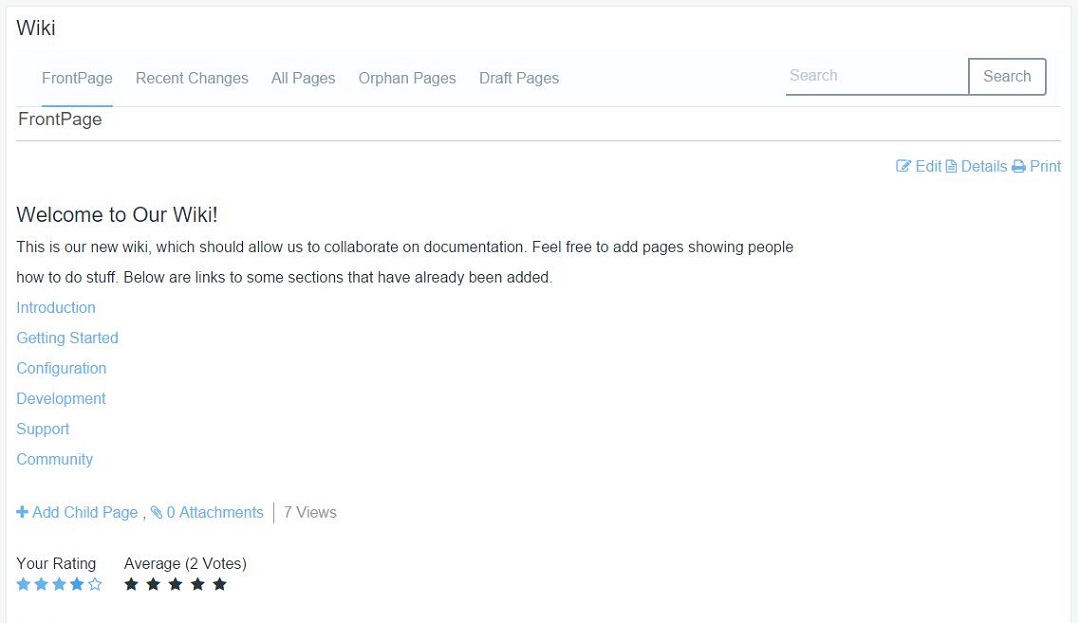 Wiki
FrontPage Recent Changes All Pages Orphan Pages Draft Pages Search Search
FrontPage
Edit Details Print
Welcome to Our Wiki!
This is our new wiki, which should allow us to collaborate on documentation. Feel free to add pages showing people
how to do stuff. Below are links to some sections that have already been added.
Introduction
Getting Started
Configuration
Development
Support
Community
Add Child Page , 0 Attachments | 7 Views
Your Rating Average (2 Votes)